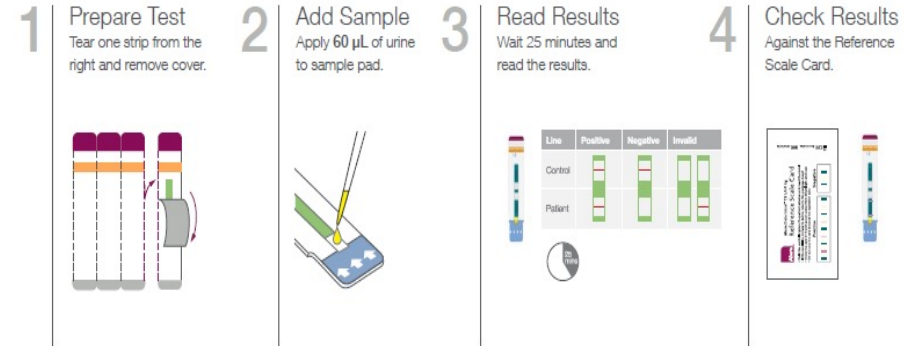 1
Prepare Test
Tear one strip from the
right and remove cover.
2
Add Sample
Apply 60 µL of urine
to sample pad.
3
Read Results
Wait 25 minutes and
read the results.
Line Positive Negative Invalid
Control
Patient
25
mins
4
Check Results
Against the Reference
Scale Card.
Reference Scale Card
Negative
Positive